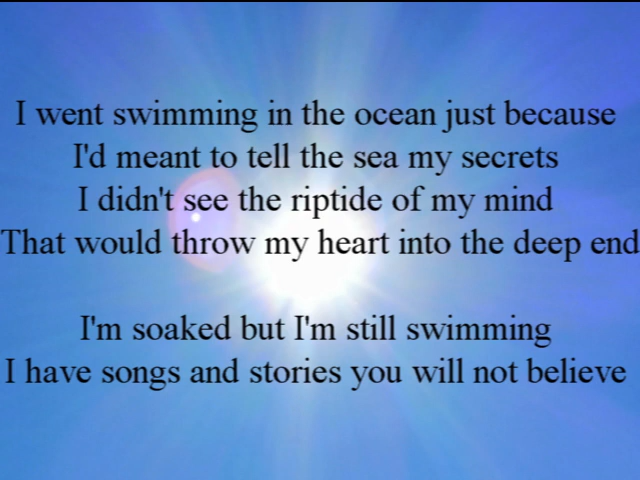 I went swimming in the ocean just because
I'd meant to tell the sea my secrets
I didn't see the riptide of my mind
That would throw my heart into the deep end
I'm soaked but I'm still swimming
I have songs and stories you will not believe